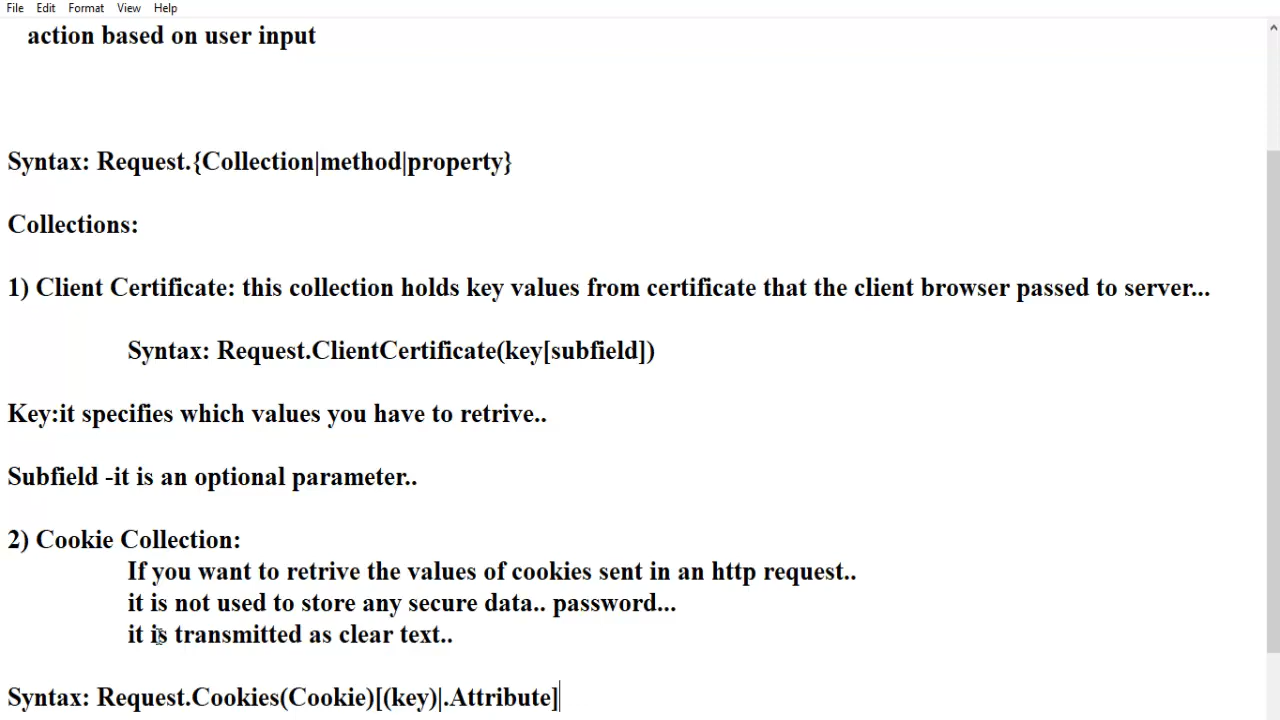 File Edit Format View Help
action based on user input
Syntax: Request.{Collection|method|property}
Collections:
1) Client Certificate: this collection holds key values from certificate that the client browser passed to server...
Syntax: Request.ClientCertificate(key[subfield])
Key:it specifies which values you have to retrive..
Subfield -it is an optional parameter..
2) Cookie Collection:
If you want to retrive the values of cookies sent in an http request..
it is not used to store any secure data.. password...
it is transmitted as clear text..
Syntax: Request.Cookies(Cookie)[(key)|.Attribute]